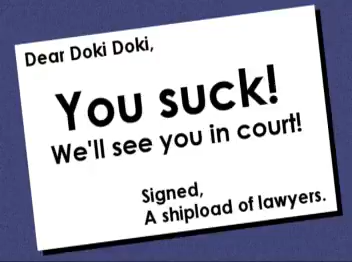 Dear Doki Doki,
You suck!
We'll see you in court!
Signed,
A shipload of lawyers.